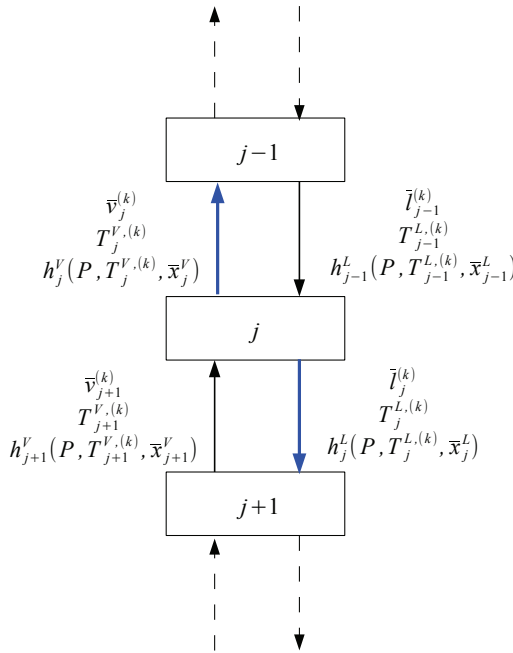 j−1
v̄_j^(k)
T_j^{V,(k)}
h_j^V(P, T_j^{V,(k)}, x̄_j^V)
l̄_{j−1}^(k)
T_{j−1}^{L,(k)}
h_{j−1}^L(P, T_{j−1}^{L,(k)}, x̄_{j−1}^L)
j
v̄_{j+1}^(k)
T_{j+1}^{V,(k)}
h_{j+1}^V(P, T_{j+1}^{V,(k)}, x̄_{j+1}^V)
l̄_j^(k)
T_j^{L,(k)}
h_j^L(P, T_j^{L,(k)}, x̄_j^L)
j+1